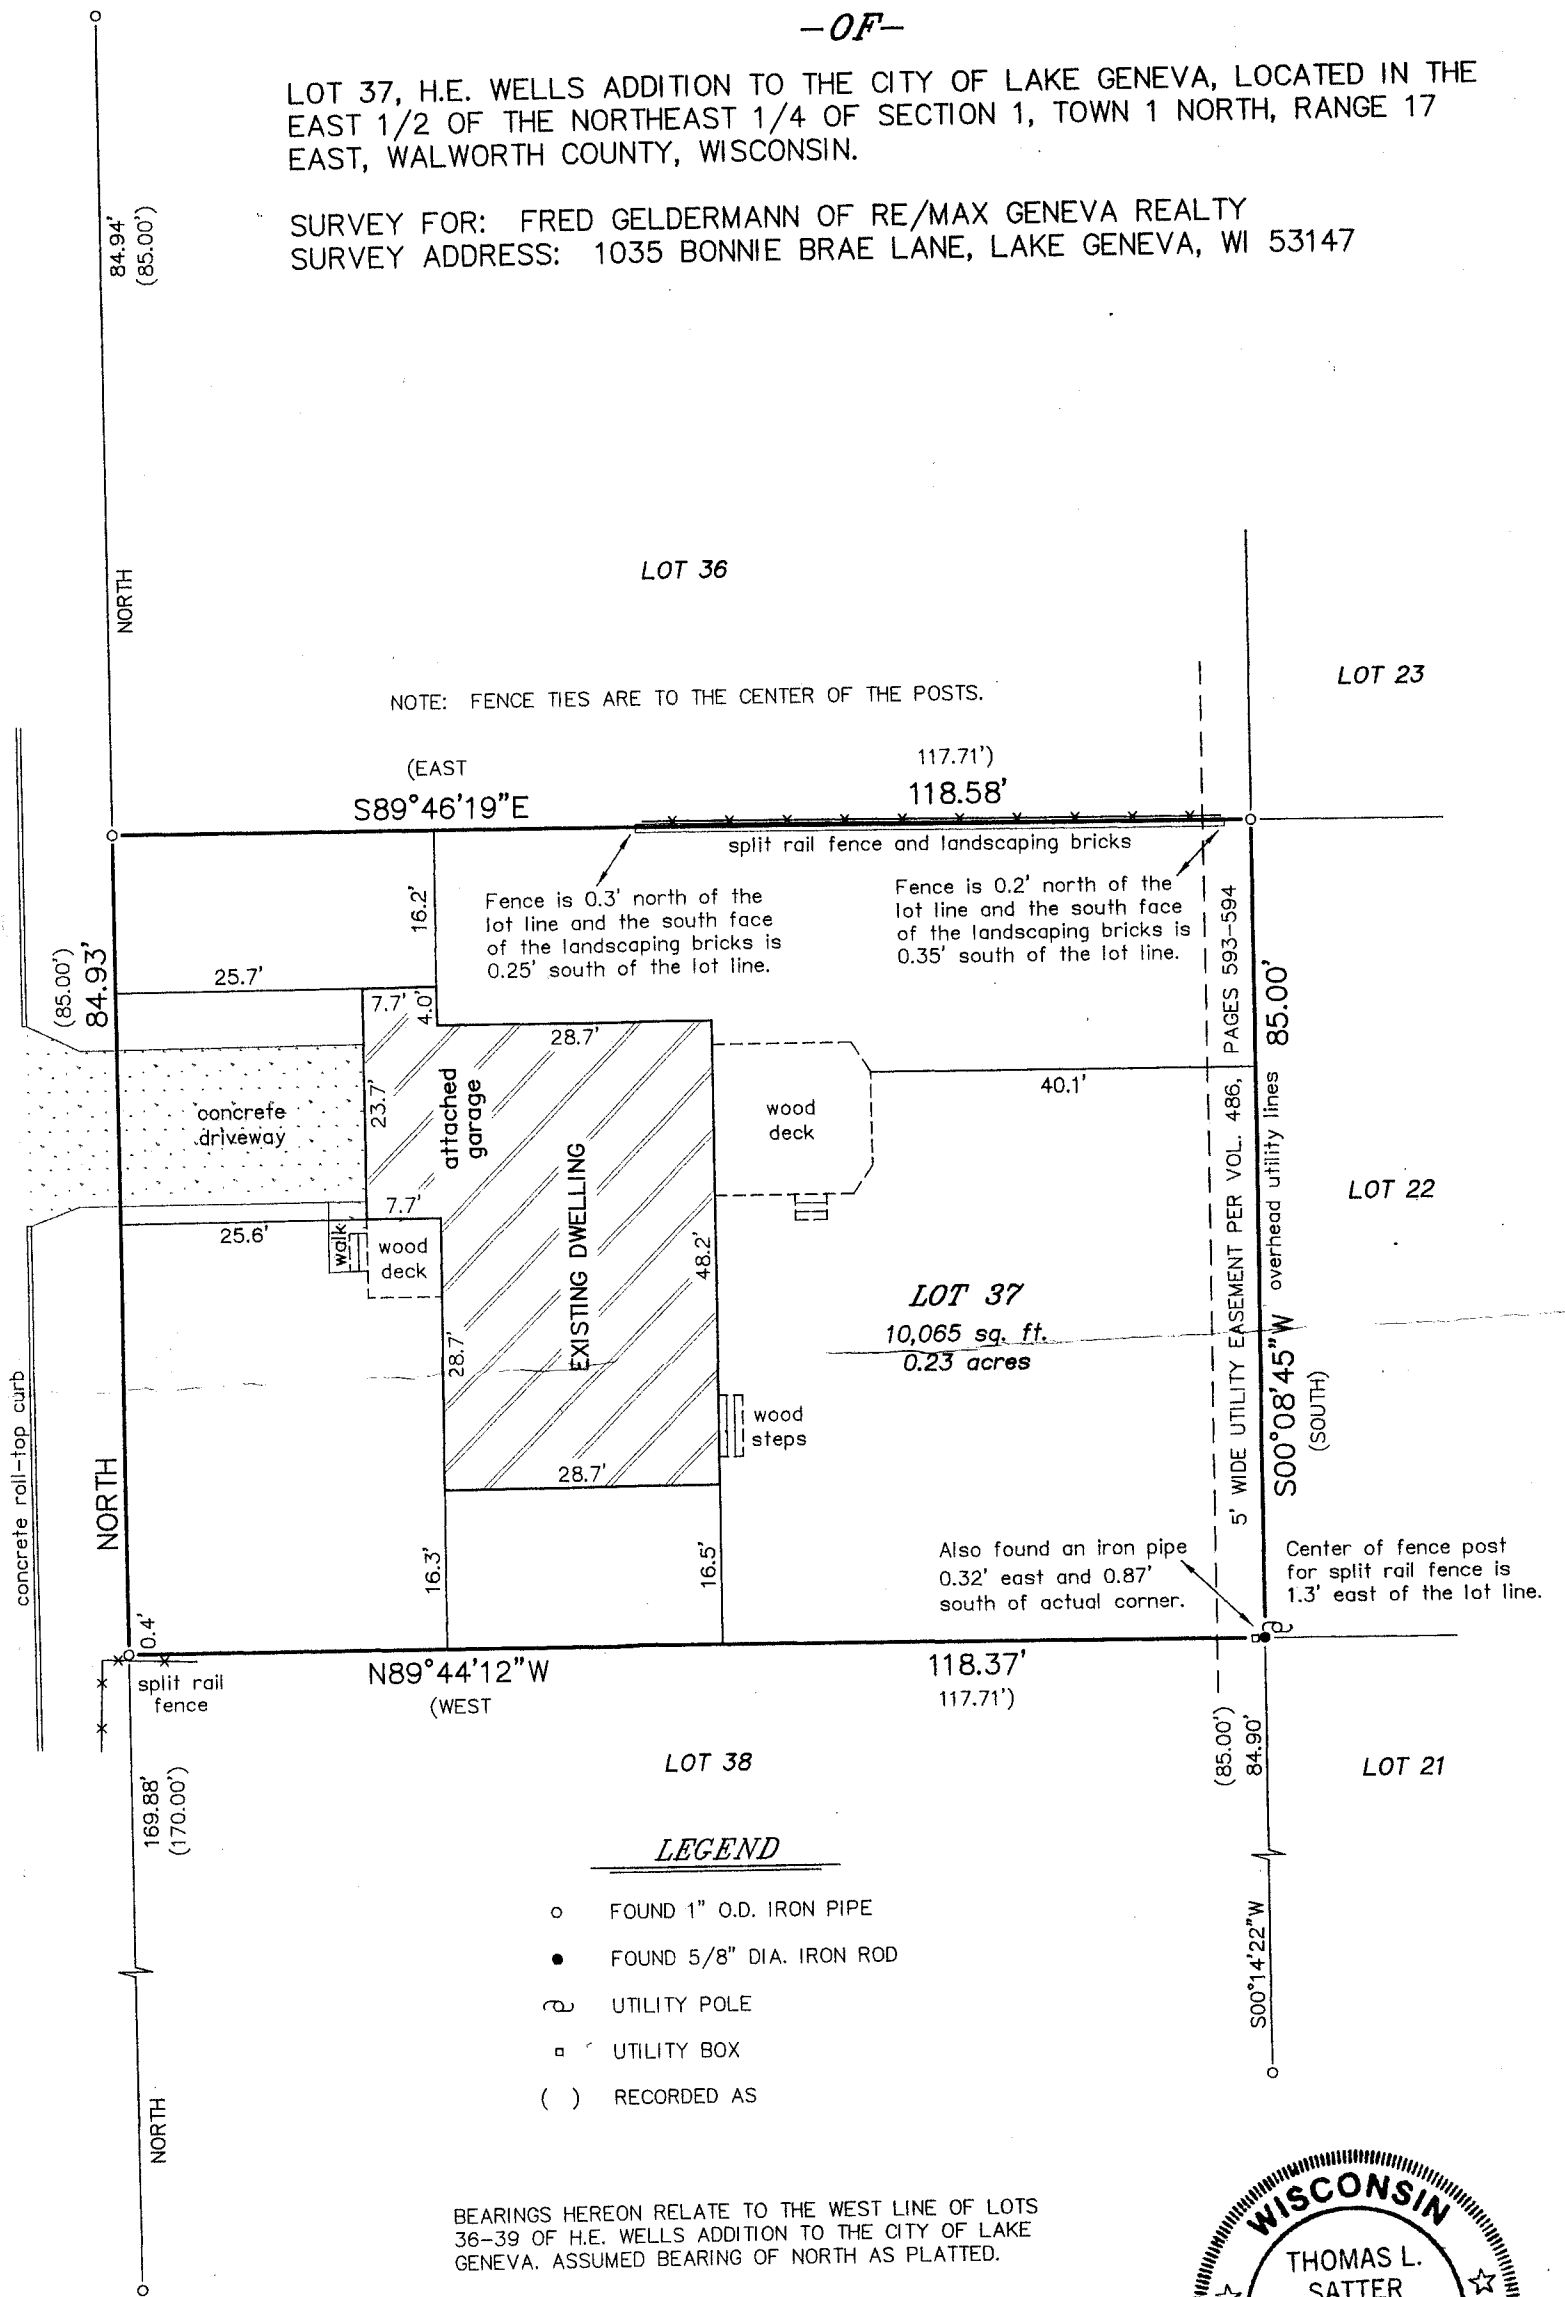 -OF-
LOT 37, H.E. WELLS ADDITION TO THE CITY OF LAKE GENEVA, LOCATED IN THE
EAST 1/2 OF THE NORTHEAST 1/4 OF SECTION 1, TOWN 1 NORTH, RANGE 17
EAST, WALWORTH COUNTY, WISCONSIN.
SURVEY FOR: FRED GELDERMANN OF RE/MAX GENEVA REALTY
SURVEY ADDRESS: 1035 BONNIE BRAE LANE, LAKE GENEVA, WI 53147
84.94'
(85.00')
NORTH
LOT 36
LOT 23
NOTE: FENCE TIES ARE TO THE CENTER OF THE POSTS.
(EAST
117.71')
S89°46'19"E
118.58'
split rail fence and landscaping bricks
Fence is 0.3' north of the
lot line and the south face
of the landscaping bricks is
0.25' south of the lot line.
Fence is 0.2' north of the
lot line and the south face
of the landscaping bricks is
0.35' south of the lot line.
16.2'
(85.00')
84.93'
25.7'
7.7'
4.0'
28.7'
23.7'
attached
garage
concrete
driveway
wood
deck
40.1'
5' WIDE UTILITY EASEMENT PER VOL. 486, PAGES 593-594
85.00'
overhead utility lines
S00°08'45"W
(SOUTH)
LOT 22
7.7'
25.6'
walk
wood
deck
EXISTING DWELLING
48.2'
28.7'
LOT 37
10,065 sq. ft.
0.23 acres
wood
steps
28.7'
concrete roll-top curb
NORTH
16.3'
16.5'
Also found an iron pipe
0.32' east and 0.87'
south of actual corner.
Center of fence post
for split rail fence is
1.3' east of the lot line.
0.4'
split rail
fence
N89°44'12"W
(WEST
118.37'
117.71')
LOT 38
(85.00')
84.90'
LOT 21
169.88'
(170.00')
LEGEND
FOUND 1" O.D. IRON PIPE
FOUND 5/8" DIA. IRON ROD
UTILITY POLE
UTILITY BOX
( ) RECORDED AS
S00°14'22"W
NORTH
BEARINGS HEREON RELATE TO THE WEST LINE OF LOTS
36-39 OF H.E. WELLS ADDITION TO THE CITY OF LAKE
GENEVA. ASSUMED BEARING OF NORTH AS PLATTED.
WISCONSIN
THOMAS L.
SATTER